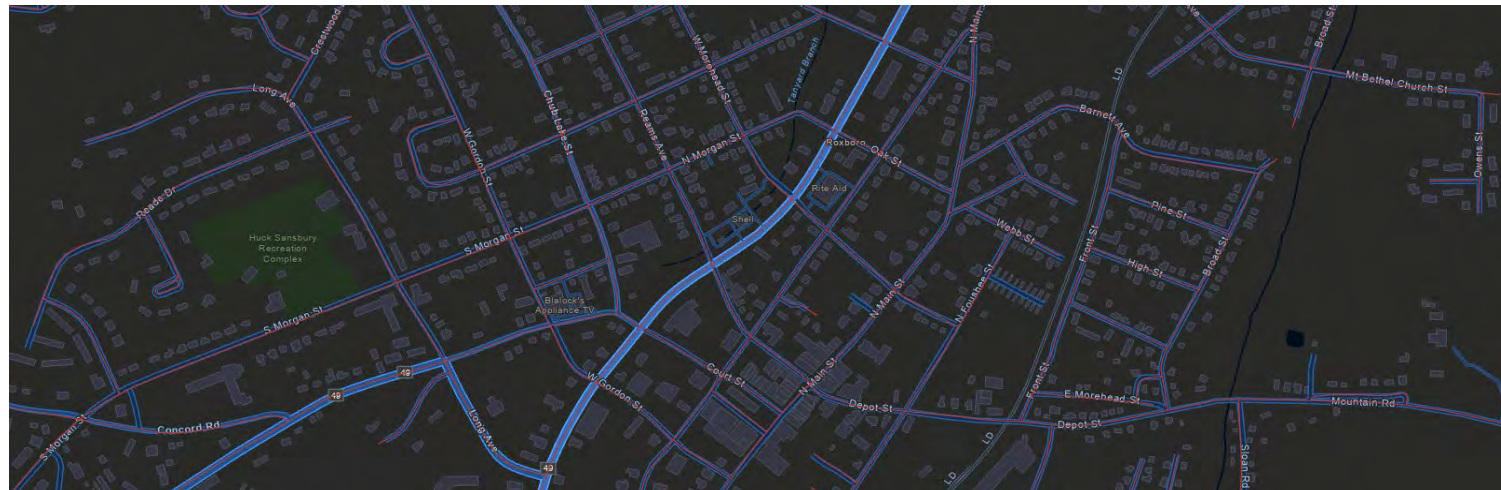 Crestwood
W Morehead St
N Main
Ave
Broad St
Tanyard Branch
LD
Mt Bethel Church St
Long Ave
Chub Lake St
Reams Ave
Barnett Ave
W Gordon St
N Morgan St
Roxboro
Oak St
Owens St
Reade Dr
Rite Aid
Pine St
Shell
Webb St
Huck Sansbury
Recreation
Complex
S Morgan St
Front St
High St
Broad St
Blalock's
Appliance TV
N Main St
N Foushee St
S Morgan St
Court St
49
49
W Gordon St
N Main St
Front St
E Morehead St
Mountain Rd
Depot St
Depot St
Concord Rd
Long Ave
S Morgan St
LD
LD
Sloan Rd
49